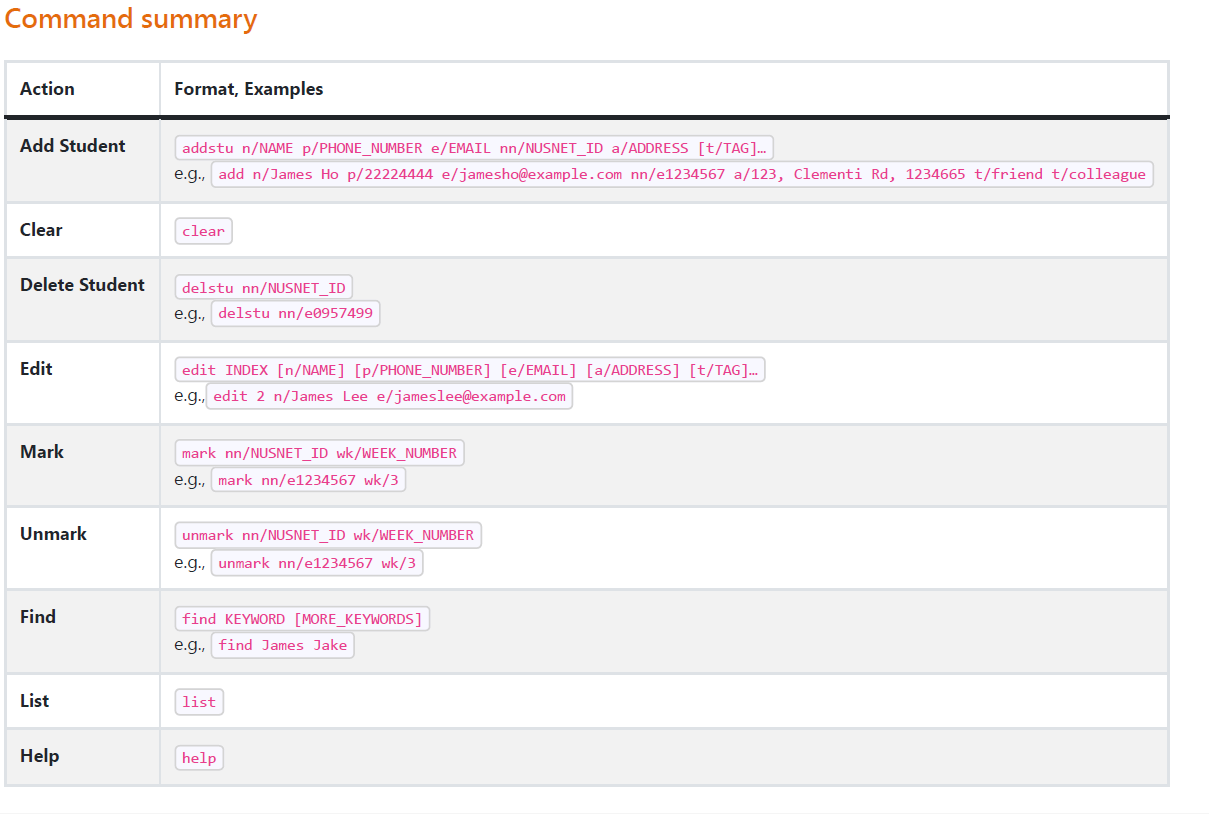 Command summary
Action Format, Examples
Add Student addstu n/NAME p/PHONE_NUMBER e/EMAIL nn/NUSNET_ID a/ADDRESS [t/TAG]…
e.g., add n/James Ho p/22224444 e/jamesho@example.com nn/e1234567 a/123, Clementi Rd, 1234665 t/friend t/colleague
Clear clear
Delete Student delstu nn/NUSNET_ID
e.g., delstu nn/e0957499
Edit edit INDEX [n/NAME] [p/PHONE_NUMBER] [e/EMAIL] [a/ADDRESS] [t/TAG]…
e.g., edit 2 n/James Lee e/jameslee@example.com
Mark mark nn/NUSNET_ID wk/WEEK_NUMBER
e.g., mark nn/e1234567 wk/3
Unmark unmark nn/NUSNET_ID wk/WEEK_NUMBER
e.g., unmark nn/e1234567 wk/3
Find find KEYWORD [MORE_KEYWORDS]
e.g., find James Jake
List list
Help help